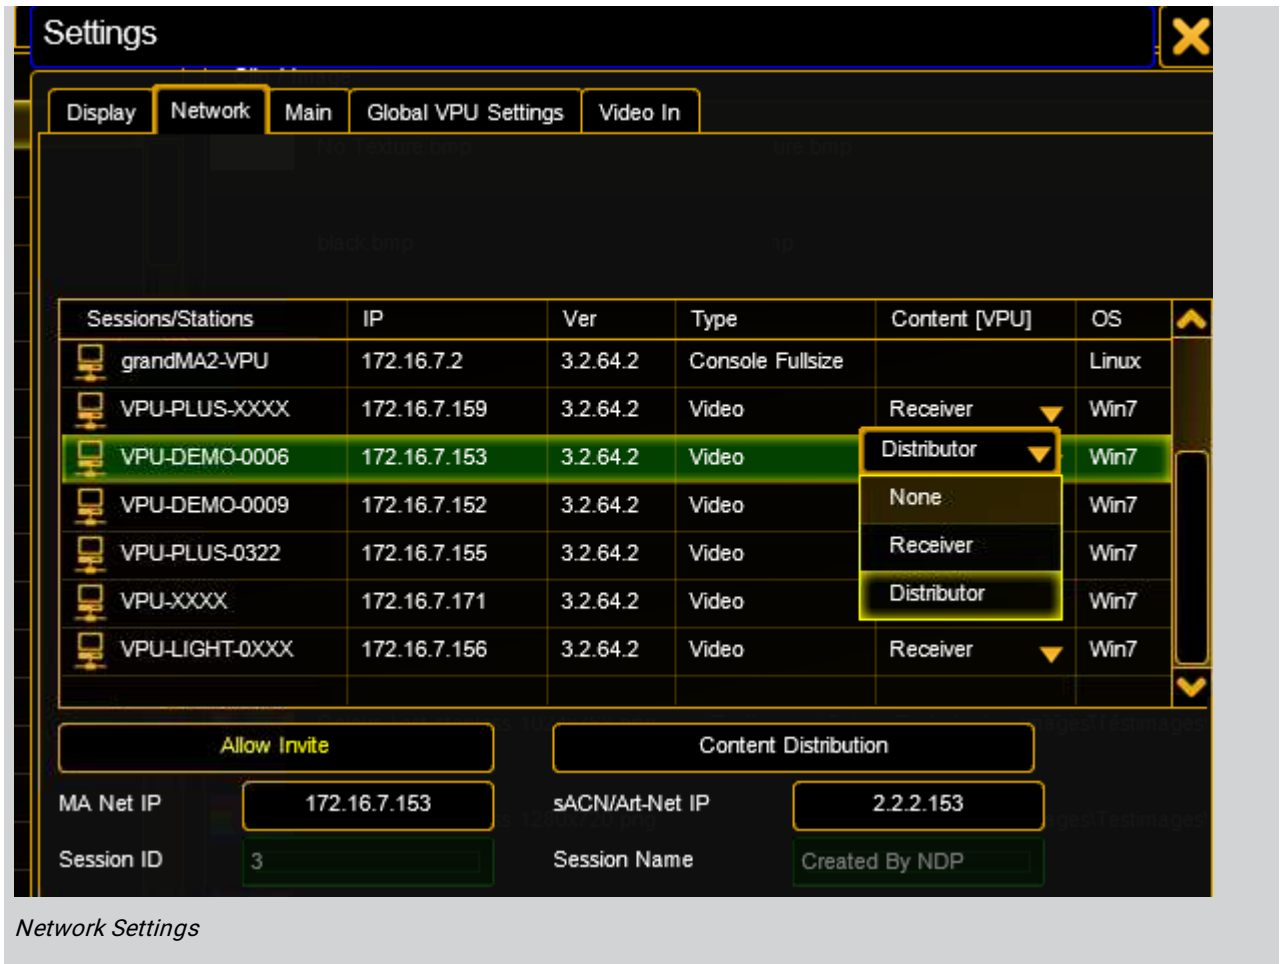 Settings
Display Network Main Global VPU Settings Video In
No Texture.bmp
black.bmp
Sessions/Stations IP Ver Type Content [VPU] OS
grandMA2-VPU 172.16.7.2 3.2.64.2 Console Fullsize Linux
VPU-PLUS-XXXX 172.16.7.159 3.2.64.2 Video Receiver Win7
VPU-DEMO-0006 172.16.7.153 3.2.64.2 Video Distributor Win7
VPU-DEMO-0009 172.16.7.152 3.2.64.2 Video None Win7
VPU-PLUS-0322 172.16.7.155 3.2.64.2 Video Receiver Win7
VPU-XXXX 172.16.7.171 3.2.64.2 Video Distributor Win7
VPU-LIGHT-0XXX 172.16.7.156 3.2.64.2 Video Receiver Win7
Allow Invite Content Distribution
MA Net IP 172.16.7.153 sACN/Art-Net IP 2.2.2.153
Session ID 3 Session Name Created By NDP
Network Settings